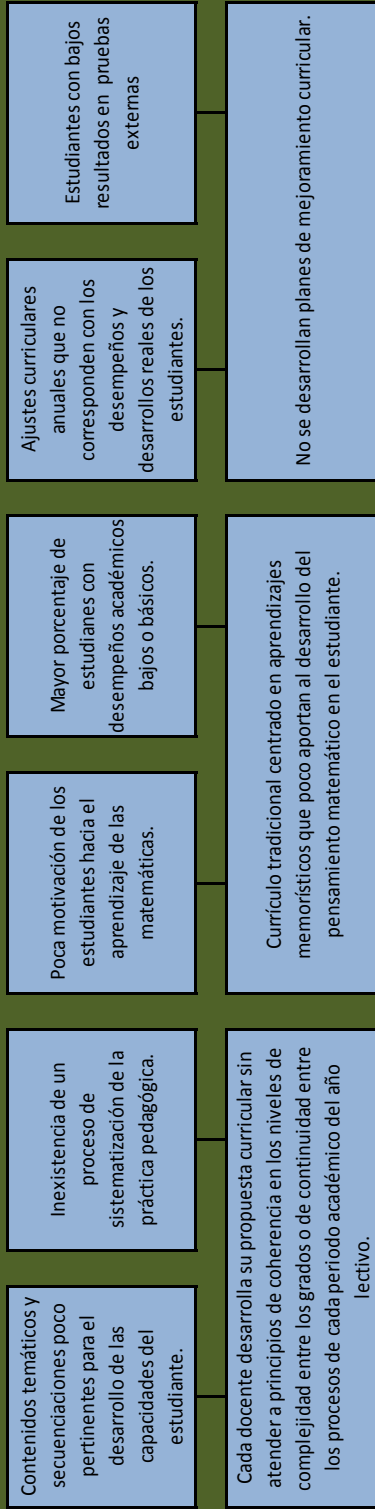 Contenidos temáticos y
secuenciaciones poco
pertinentes para el
desarrollo de las
capacidades del
estudiante.
Inexistencia de un
proceso de
sistematización de la
práctica pedagógica.
Poca motivación de los
estudiantes hacia el
aprendizaje de las
matemáticas.
Mayor porcentaje de
estudianes con
desempeños académicos
bajos o básicos.
Ajustes curriculares
anuales que no
corresponden con los
desempeños y
desarrollos reales de los
estudiantes.
Estudiantes con bajos
resultados en pruebas
externas
Cada docente desarrolla su propuesta curricular sin
atender a principios de coherencia en los niveles de
complejidad entre los grados o de continuidad entre
los procesos de cada periodo académico del año
lectivo.
Currículo tradicional centrado en aprendizajes
memorísticos que poco aportan al desarrollo del
pensamiento matemático en el estudiante.
No se desarrollan planes de mejoramiento curricular.